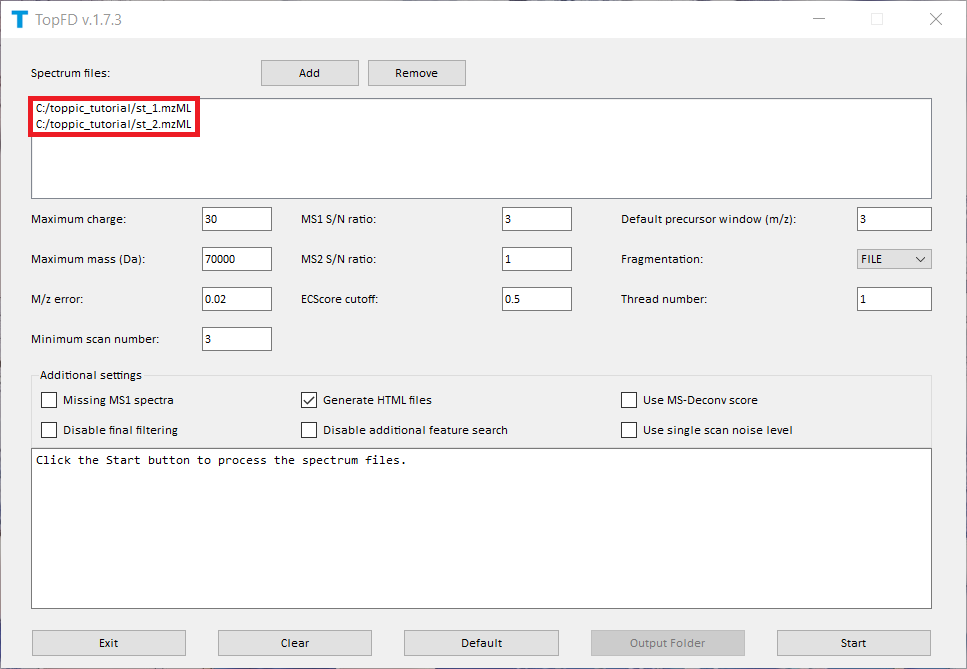 TopFD v.1.7.3
Spectrum files:
Add
Remove
C:/toppic_tutorial/st_1.mzML
C:/toppic_tutorial/st_2.mzML
Maximum charge: 30 MS1 S/N ratio: 3 Default precursor window (m/z): 3
Maximum mass (Da): 70000 MS2 S/N ratio: 1 Fragmentation: FILE
M/z error: 0.02 ECScore cutoff: 0.5 Thread number: 1
Minimum scan number: 3
Additional settings
Missing MS1 spectra Generate HTML files Use MS-Deconv score
Disable final filtering Disable additional feature search Use single scan noise level
Click the Start button to process the spectrum files.
Exit Clear Default Output Folder Start